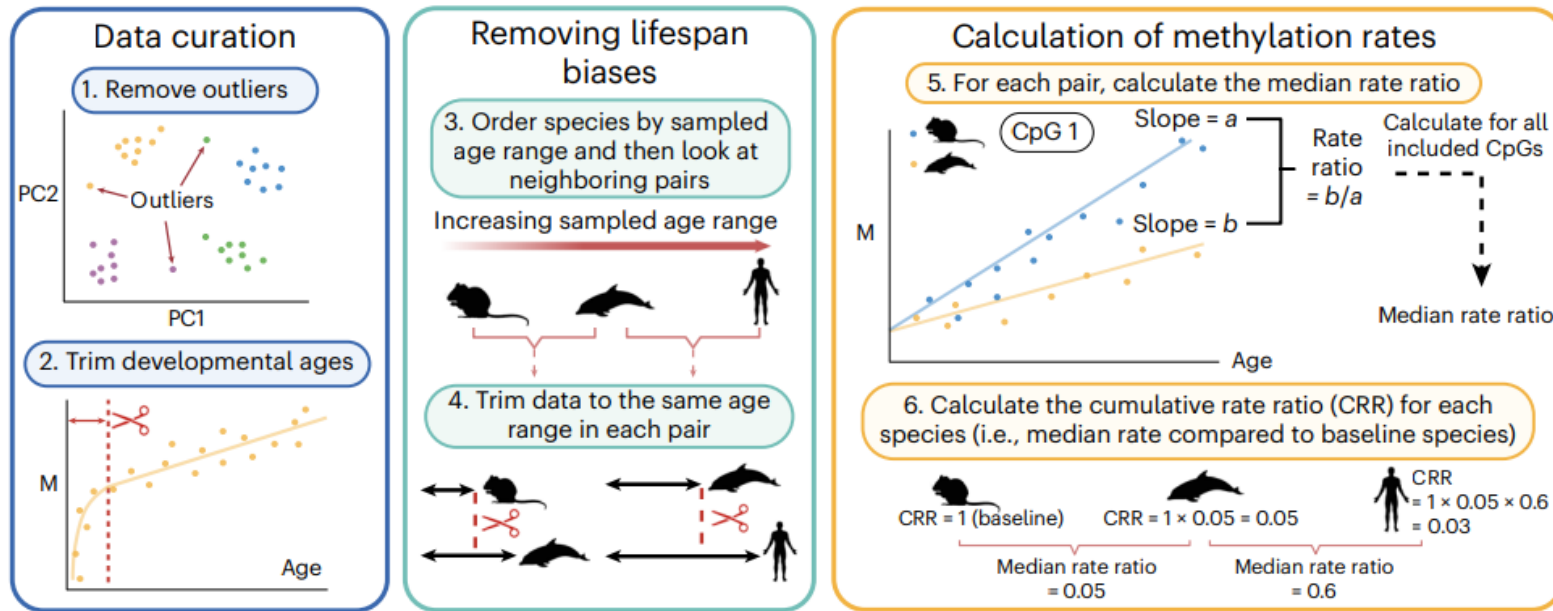 Data curation
1. Remove outliers
PC2
Outliers
PC1
2. Trim developmental ages
M
Age
Removing lifespan
biases
3. Order species by sampled
age range and then look at
neighboring pairs
Increasing sampled age range
4. Trim data to the same age
range in each pair
Calculation of methylation rates
5. For each pair, calculate the median rate ratio
CpG 1
Slope = a
Rate
ratio
= b/a
Calculate for all
included CpGs
Slope = b
M
Median rate ratio
Age
6. Calculate the cumulative rate ratio (CRR) for each
species (i.e., median rate compared to baseline species)
CRR = 1 (baseline)
CRR = 1 × 0.05 = 0.05
CRR
= 1 × 0.05 × 0.6
= 0.03
Median rate ratio
= 0.05
Median rate ratio
= 0.6